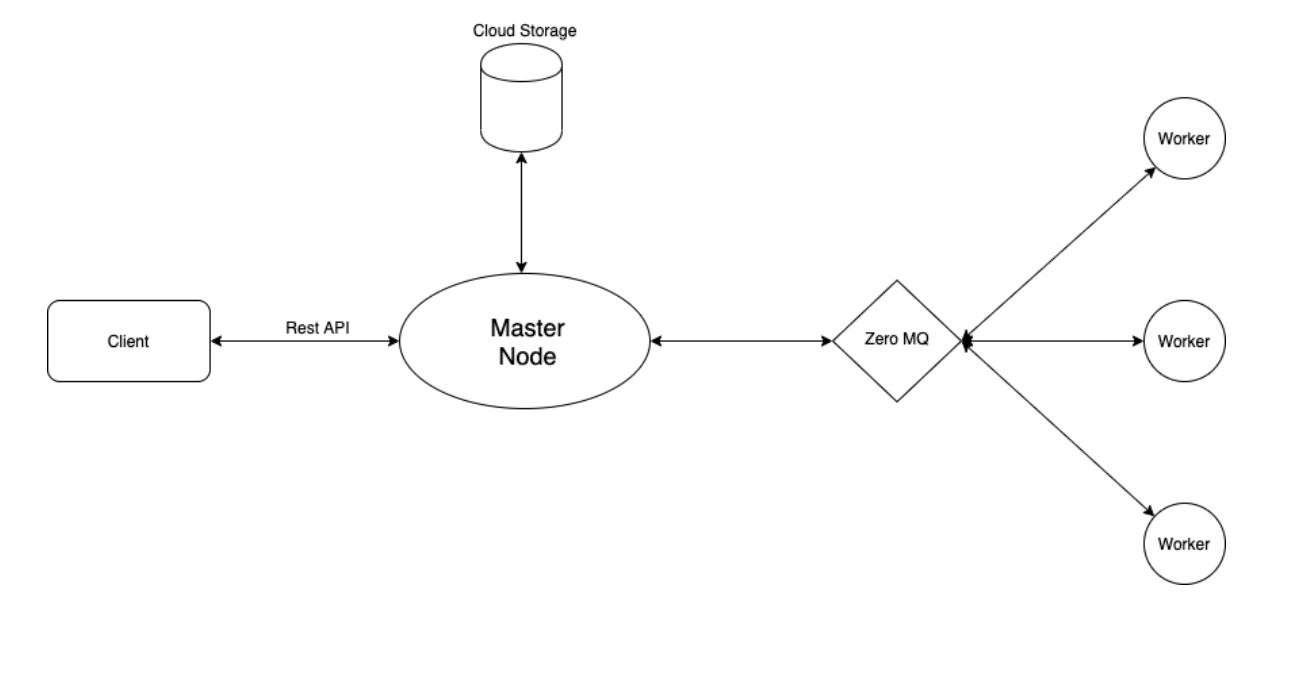 Cloud Storage
Worker
Client
Rest API
Master
Node
Zero MQ
Worker
Worker